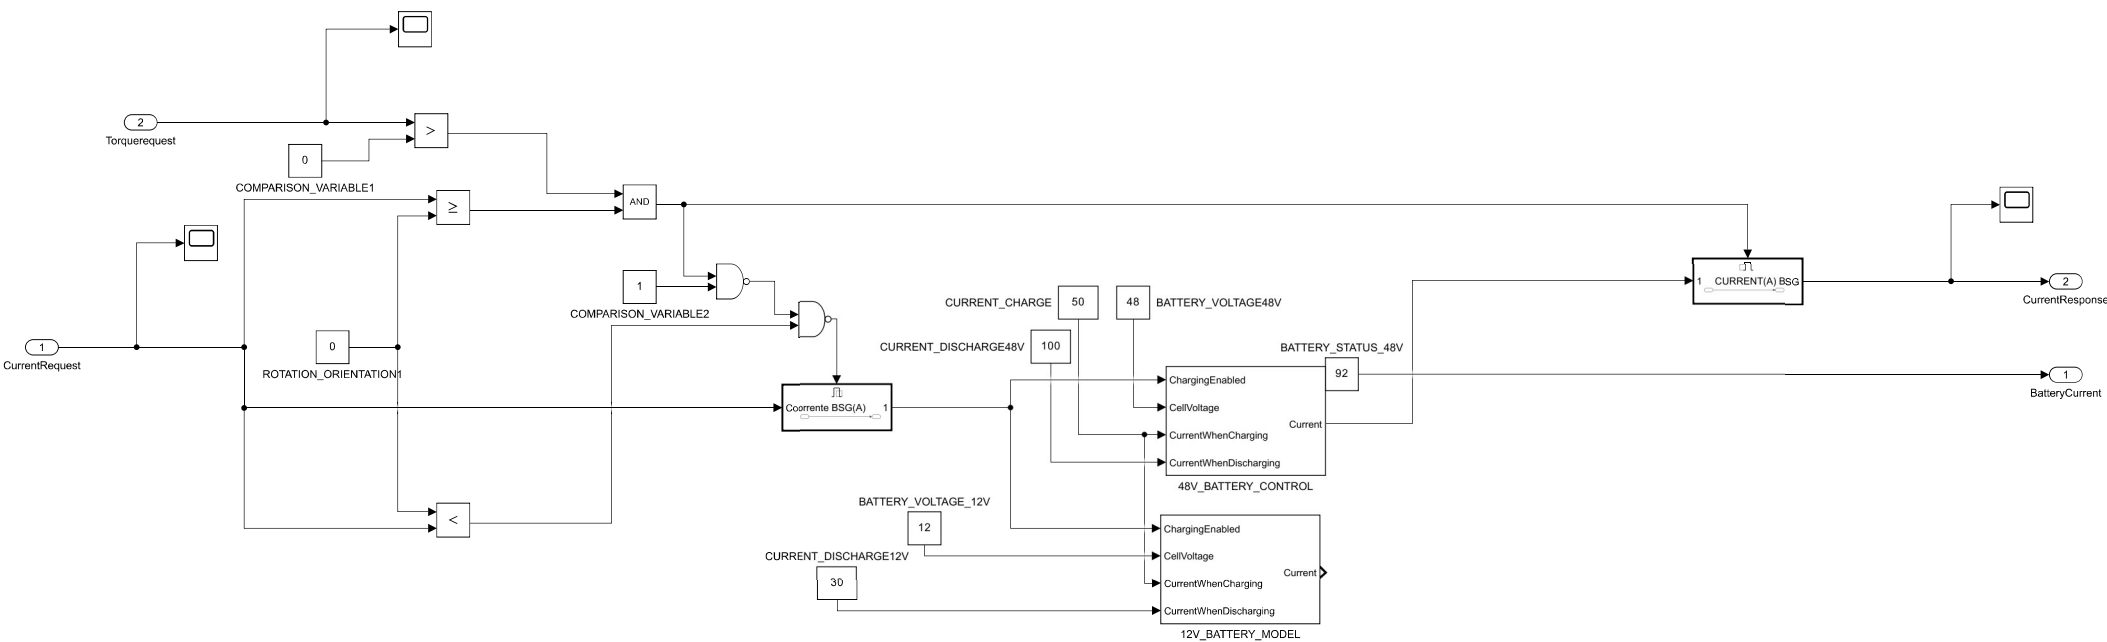 2
Torquerequest
>
0
COMPARISON_VARIABLE1
≥
AND
1
CURRENT(A) BSG
2
CurrentResponse
1
COMPARISON_VARIABLE2
CURRENT_CHARGE
50
48
BATTERY_VOLTAGE48V
1
CurrentRequest
0
ROTATION_ORIENTATION1
CURRENT_DISCHARGE48V
100
BATTERY_STATUS_48V
92
1
BatteryCurrent
Coorrente BSG(A)
1
ChargingEnabled
CellVoltage
CurrentWhenCharging
CurrentWhenDischarging
Current
48V_BATTERY_CONTROL
<
BATTERY_VOLTAGE_12V
12
CURRENT_DISCHARGE12V
30
ChargingEnabled
CellVoltage
CurrentWhenCharging
CurrentWhenDischarging
Current
12V_BATTERY_MODEL